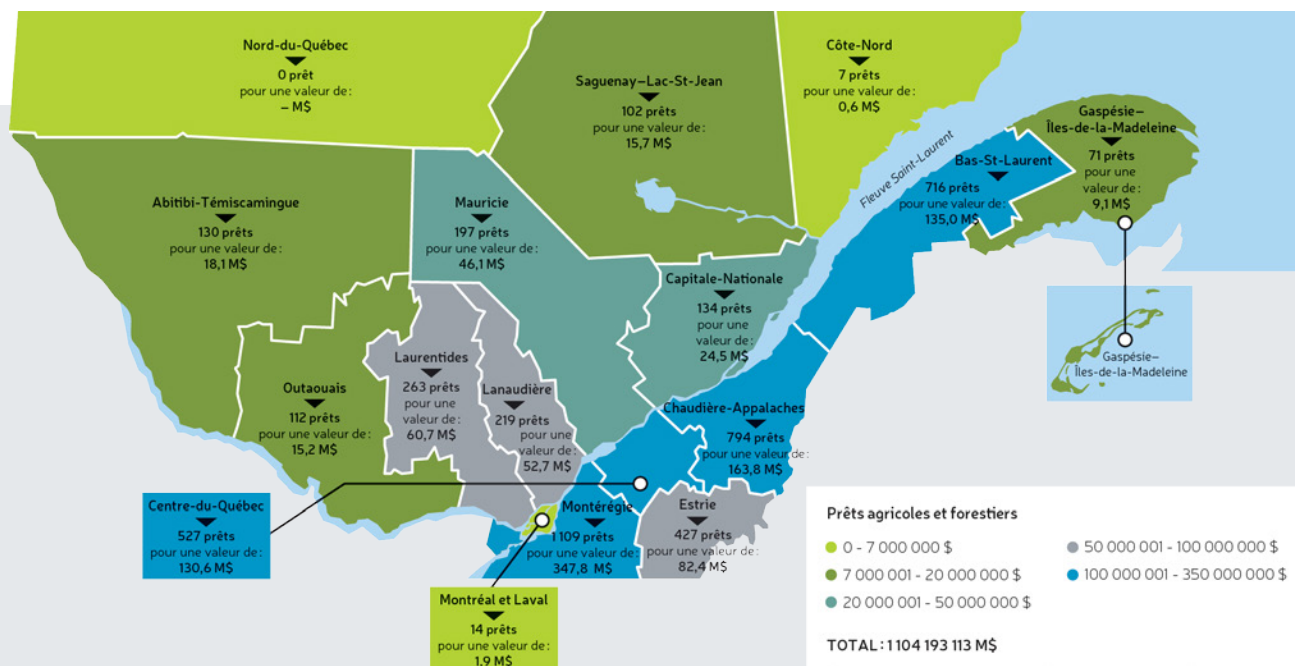 Nord-du-Québec
0 prêt
pour une valeur de :
– M$
Côte-Nord
7 prêts
pour une valeur de :
0,6 M$
Saguenay–Lac-St-Jean
102 prêts
pour une valeur de :
15,7 M$
Gaspésie–
Îles-de-la-Madeleine
71 prêts
pour une
valeur de :
9,1 M$
Fleuve Saint-Laurent
Bas-St-Laurent
716 prêts
pour une valeur de :
135,0 M$
Abitibi-Témiscamingue
130 prêts
pour une valeur de :
18,1 M$
Mauricie
197 prêts
pour une valeur de :
46,1 M$
Capitale-Nationale
134 prêts
pour une
valeur de :
24,5 M$
Gaspésie–
Îles-de-la-Madeleine
Laurentides
263 prêts
pour une
valeur de :
60,7 M$
Lanaudière
219 prêts
pour une
valeur de :
52,7 M$
Outaouais
112 prêts
pour une valeur de :
15,2 M$
Chaudière-Appalaches
794 prêts
pour une valeur de :
163,8 M$
Centre-du-Québec
527 prêts
pour une valeur de :
130,6 M$
Montérégie
1 109 prêts
pour une valeur de :
347,8 M$
Estrie
427 prêts
pour une valeur de :
82,4 M$
Montréal et Laval
14 prêts
pour une valeur de :
1,9 M$
Prêts agricoles et forestiers
0 - 7 000 000 $
7 000 001 - 20 000 000 $
20 000 001 - 50 000 000 $
50 000 001 - 100 000 000 $
100 000 001 - 350 000 000 $
TOTAL : 1 104 193 113 M$